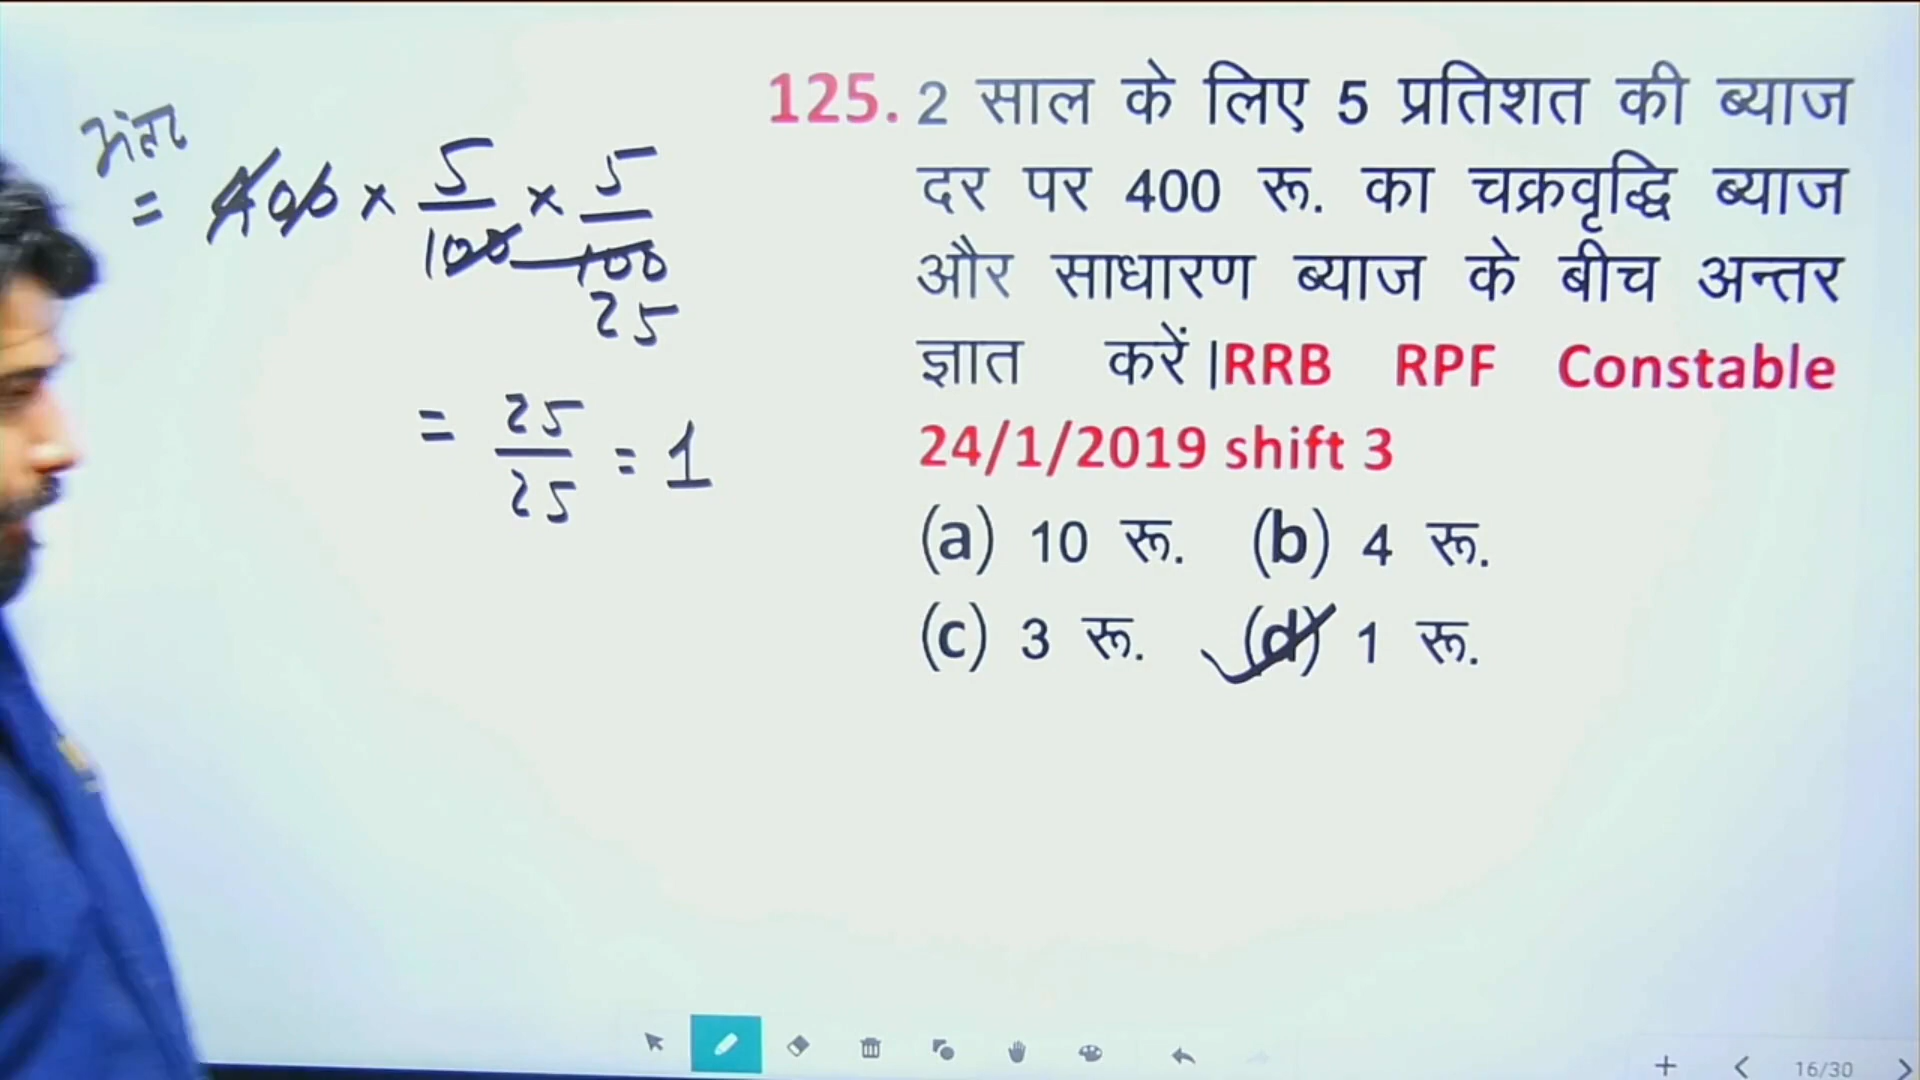 अंतर
= 400 × 5/100 × 5/100
25
= 25/25 = 1
125. 2 साल के लिए 5 प्रतिशत की ब्याज
दर पर 400 रू. का चक्रवृद्धि ब्याज
और साधारण ब्याज के बीच अन्तर
ज्ञात करें|RRB RPF Constable
24/1/2019 shift 3
(a) 10 रू. (b) 4 रू.
(c) 3 रू. (d) 1 रू.
16/30